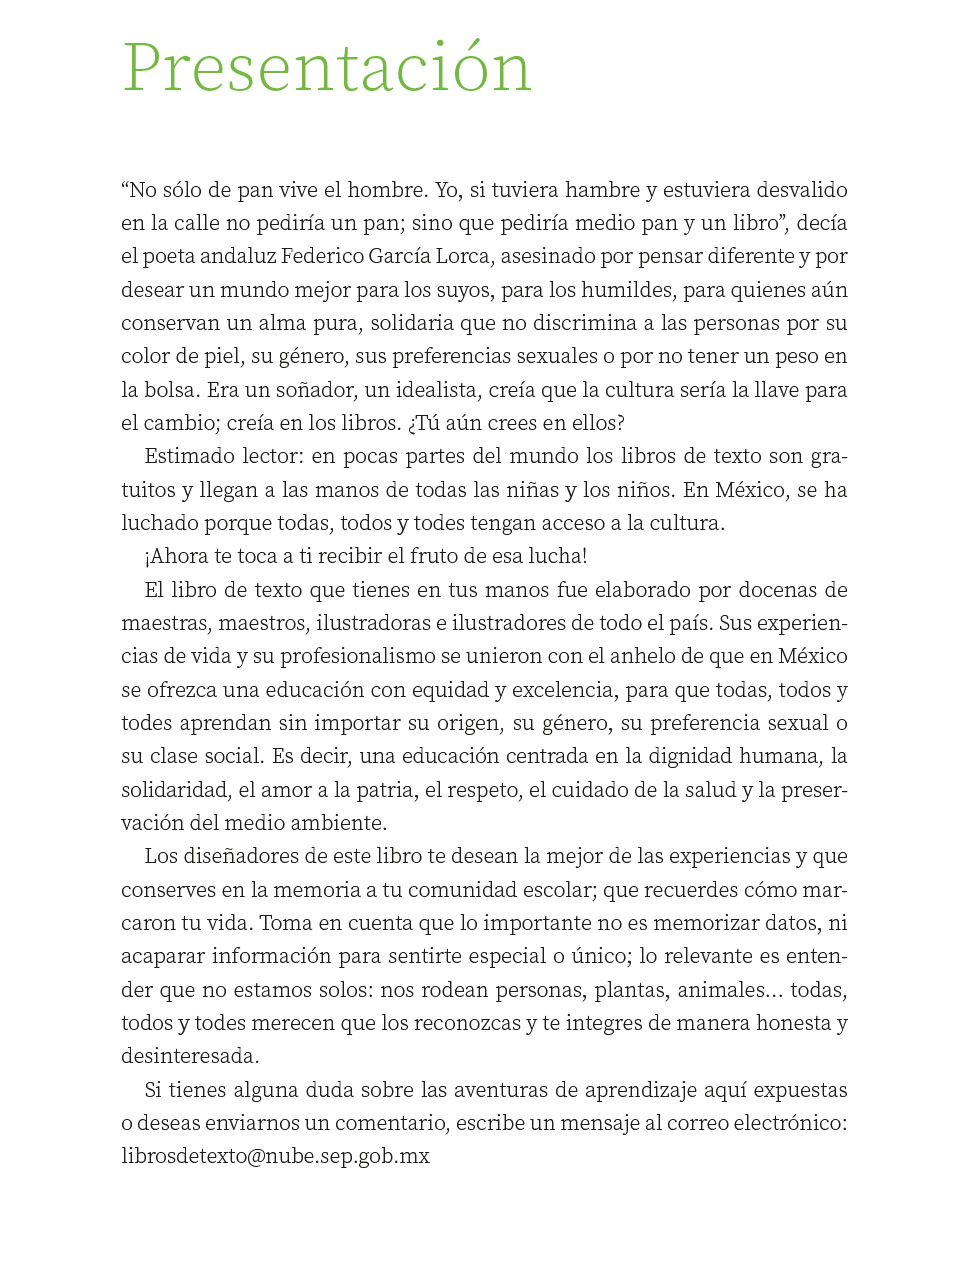 Presentación
“No sólo de pan vive el hombre. Yo, si tuviera hambre y estuviera desvalido
en la calle no pediría un pan; sino que pediría medio pan y un libro”, decía
el poeta andaluz Federico García Lorca, asesinado por pensar diferente y por
desear un mundo mejor para los suyos, para los humildes, para quienes aún
conservan un alma pura, solidaria que no discrimina a las personas por su
color de piel, su género, sus preferencias sexuales o por no tener un peso en
la bolsa. Era un soñador, un idealista, creía que la cultura sería la llave para
el cambio; creía en los libros. ¿Tú aún crees en ellos?
Estimado lector: en pocas partes del mundo los libros de texto son gra-
tuitos y llegan a las manos de todas las niñas y los niños. En México, se ha
luchado porque todas, todos y todes tengan acceso a la cultura.
¡Ahora te toca a ti recibir el fruto de esa lucha!
El libro de texto que tienes en tus manos fue elaborado por docenas de
maestras, maestros, ilustradoras e ilustradores de todo el país. Sus experien-
cias de vida y su profesionalismo se unieron con el anhelo de que en México
se ofrezca una educación con equidad y excelencia, para que todas, todos y
todes aprendan sin importar su origen, su género, su preferencia sexual o
su clase social. Es decir, una educación centrada en la dignidad humana, la
solidaridad, el amor a la patria, el respeto, el cuidado de la salud y la preser-
vación del medio ambiente.
Los diseñadores de este libro te desean la mejor de las experiencias y que
conserves en la memoria a tu comunidad escolar; que recuerdes cómo mar-
caron tu vida. Toma en cuenta que lo importante no es memorizar datos, ni
acaparar información para sentirte especial o único; lo relevante es enten-
der que no estamos solos: nos rodean personas, plantas, animales... todas,
todos y todes merecen que los reconozcas y te integres de manera honesta y
desinteresada.
Si tienes alguna duda sobre las aventuras de aprendizaje aquí expuestas
o deseas enviarnos un comentario, escribe un mensaje al correo electrónico:
librosdetexto@nube.sep.gob.mx